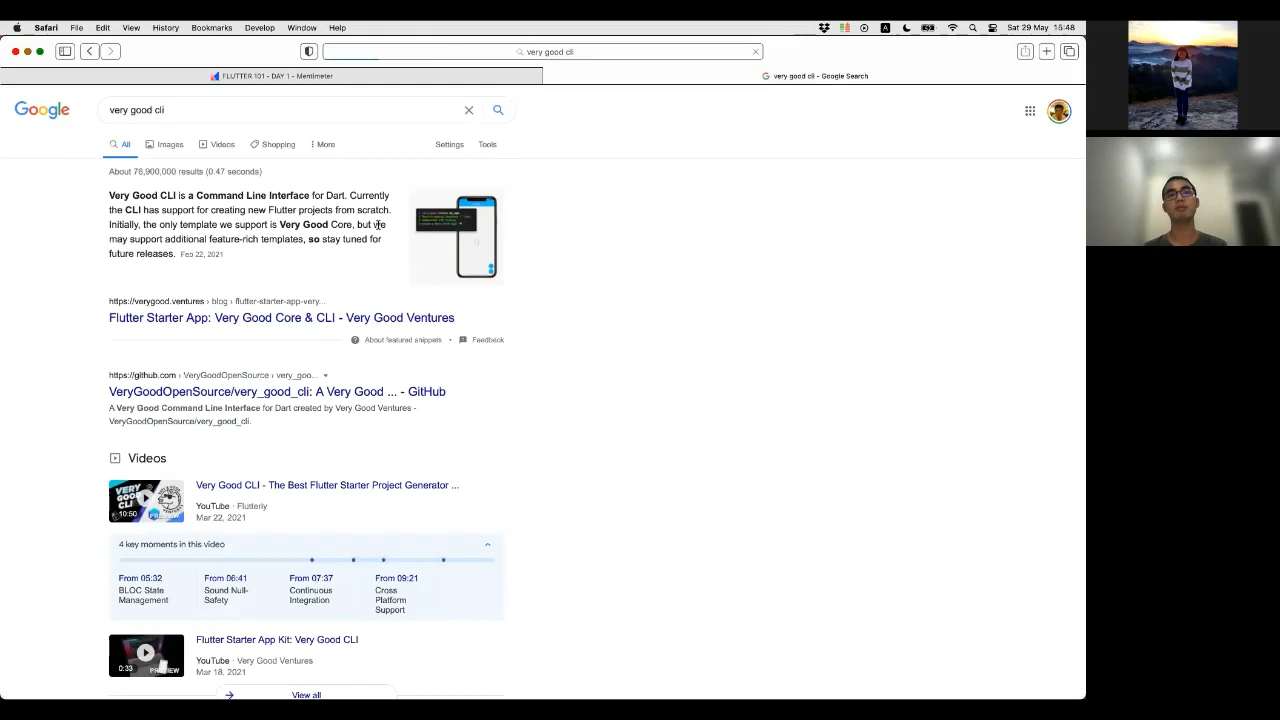 Safari File Edit View History Bookmarks Develop Window Help
A Sat 29 May 15:48
very good cli
FLUTTER 101 - DAY 1 - Mentimeter
very good cli - Google Search
Google
very good cli
All Images Videos Shopping More Settings Tools
About 76,900,000 results (0.47 seconds)
Very Good CLI is a Command Line Interface for Dart. Currently
the CLI has support for creating new Flutter projects from scratch.
Initially, the only template we support is Very Good Core, but we
may support additional feature-rich templates, so stay tuned for
future releases. Feb 22, 2021
https://verygood.ventures › blog › flutter-starter-app-very...
Flutter Starter App: Very Good Core & CLI - Very Good Ventures
About featured snippets • Feedback
https://github.com › VeryGoodOpenSource › very_goo...
VeryGoodOpenSource/very_good_cli: A Very Good ... - GitHub
A Very Good Command Line Interface for Dart created by Very Good Ventures -
VeryGoodOpenSource/very_good_cli.
Videos
VERY
GOOD
CLI
10:50
PREVIEW
Very Good CLI - The Best Flutter Starter Project Generator ...
YouTube · Flutterly
Mar 22, 2021
4 key moments in this video
From 05:32
BLOC State
Management
From 06:41
Sound Null-
Safety
From 07:37
Continuous
Integration
From 09:21
Cross
Platform
Support
0:33
PREVIEW
Flutter Starter App Kit: Very Good CLI
YouTube · Very Good Ventures
Mar 18, 2021
View all